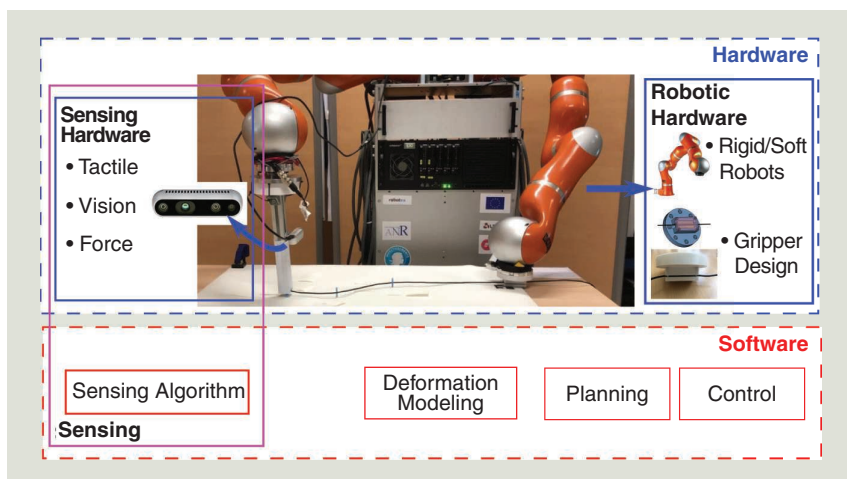 Hardware
Sensing
Hardware
• Tactile
• Vision
• Force
Robotic
Hardware
• Rigid/Soft
Robots
• Gripper
Design
Software
Sensing Algorithm
Deformation
Modeling
Planning
Control
Sensing